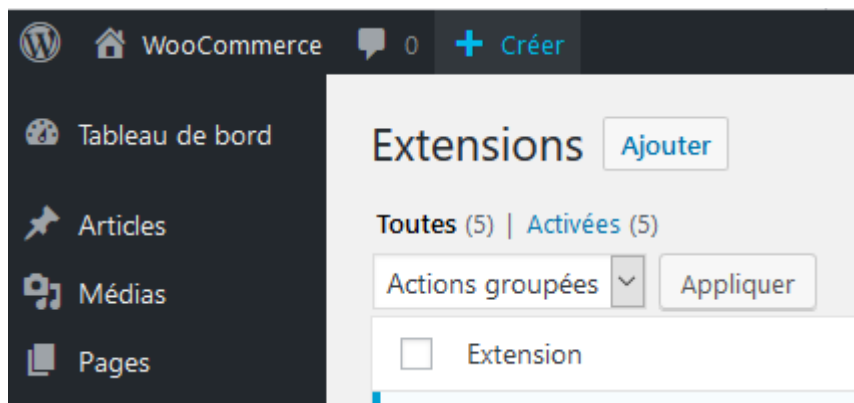 WooCommerce 0 + Créer
Tableau de bord
Extensions Ajouter
Articles
Toutes (5) | Activées (5)
Médias
Actions groupées Appliquer
Pages
Extension